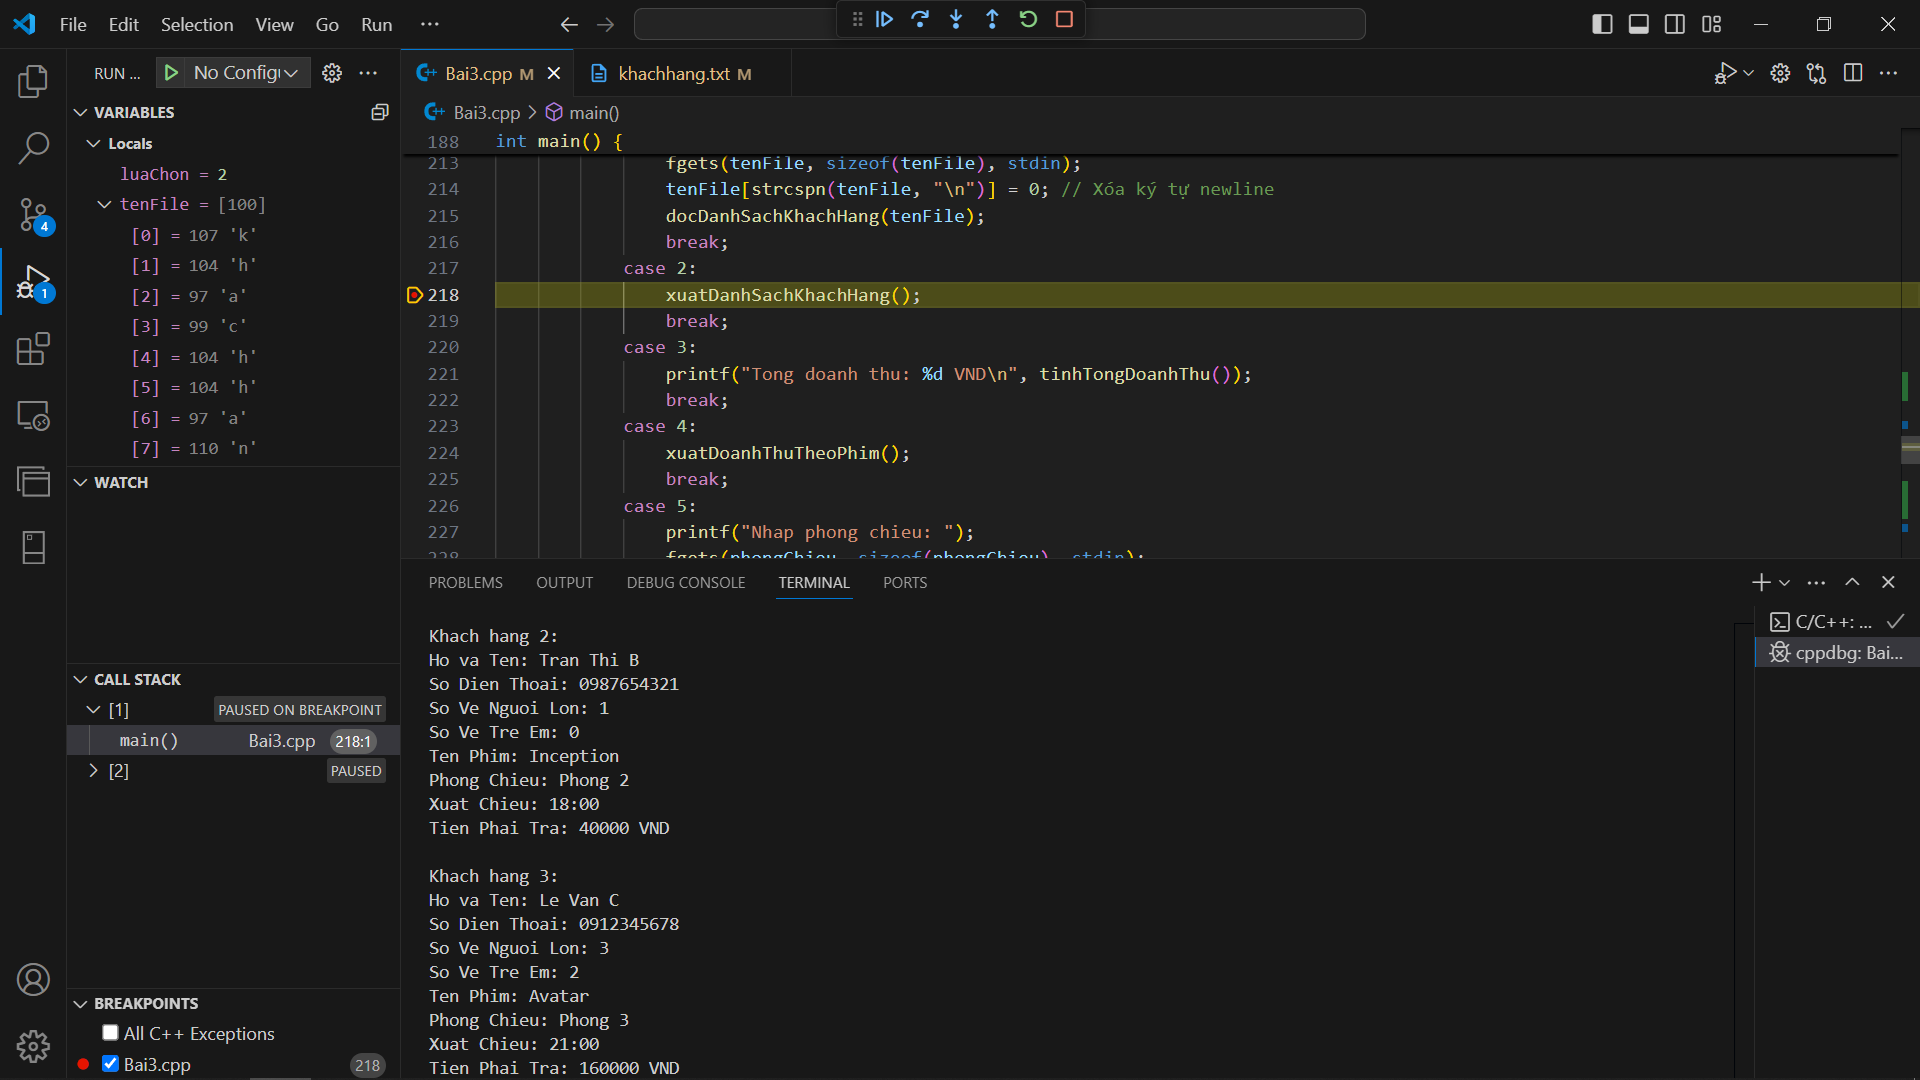 File Edit Selection View Go Run ...
RUN ... No Config
VARIABLES
Locals
luaChon = 2
tenFile = [100]
[0] = 107 'k'
[1] = 104 'h'
[2] = 97 'a'
[3] = 99 'c'
[4] = 104 'h'
[5] = 104 'h'
[6] = 97 'a'
[7] = 110 'n'
WATCH
CALL STACK
[1] PAUSED ON BREAKPOINT
main() Bai3.cpp 218:1
[2] PAUSED
BREAKPOINTS
All C++ Exceptions
Bai3.cpp 218
4
1
Bai3.cpp M
khachhang.txt M
Bai3.cpp > main()
188 int main() {
213 fgets(tenFile, sizeof(tenFile), stdin);
214 tenFile[strcspn(tenFile, "\n")] = 0; // Xóa ký tự newline
215 docDanhSachKhachHang(tenFile);
216 break;
217 case 2:
218 xuatDanhSachKhachHang();
219 break;
220 case 3:
221 printf("Tong doanh thu: %d VND\n", tinhTongDoanhThu());
222 break;
223 case 4:
224 xuatDoanhThuTheoPhim();
225 break;
226 case 5:
227 printf("Nhap phong chieu: ");
228 fgets(phongChieu, sizeof(phongChieu), stdin);
PROBLEMS OUTPUT DEBUG CONSOLE TERMINAL PORTS
Khach hang 2:
Ho va Ten: Tran Thi B
So Dien Thoai: 0987654321
So Ve Nguoi Lon: 1
So Ve Tre Em: 0
Ten Phim: Inception
Phong Chieu: Phong 2
Xuat Chieu: 18:00
Tien Phai Tra: 40000 VND
Khach hang 3:
Ho va Ten: Le Van C
So Dien Thoai: 0912345678
So Ve Nguoi Lon: 3
So Ve Tre Em: 2
Ten Phim: Avatar
Phong Chieu: Phong 3
Xuat Chieu: 21:00
Tien Phai Tra: 160000 VND
C/C++: ...
cppdbg: Bai...